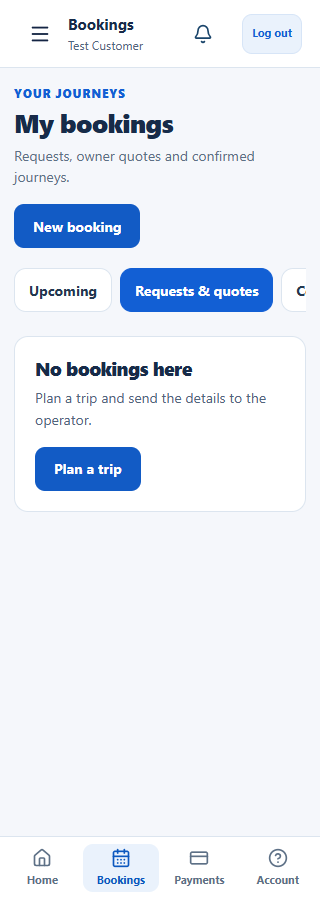 Bookings
Test Customer
Log out
YOUR JOURNEYS
My bookings
Requests, owner quotes and confirmed
journeys.
New booking
Upcoming
Requests & quotes
No bookings here
Plan a trip and send the details to the
operator.
Plan a trip
Home
Bookings
Payments
Account